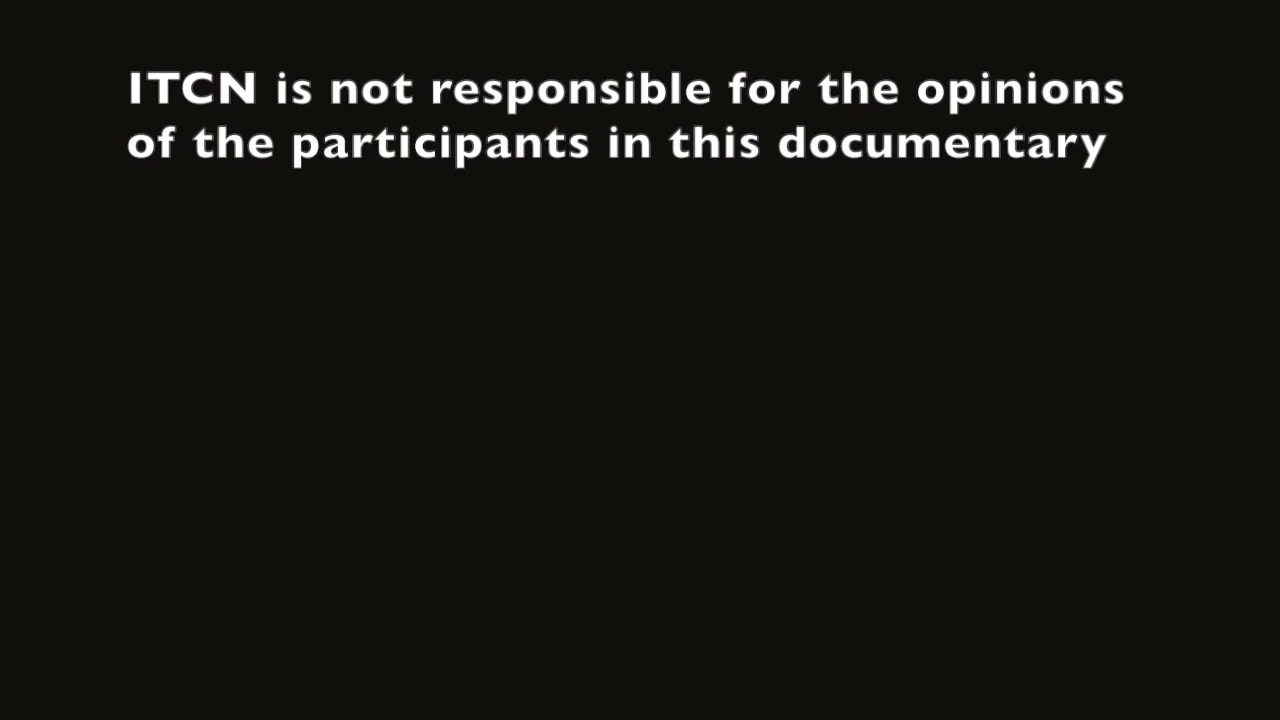 ITCN is not responsible for the opinions
of the participants in this documentary